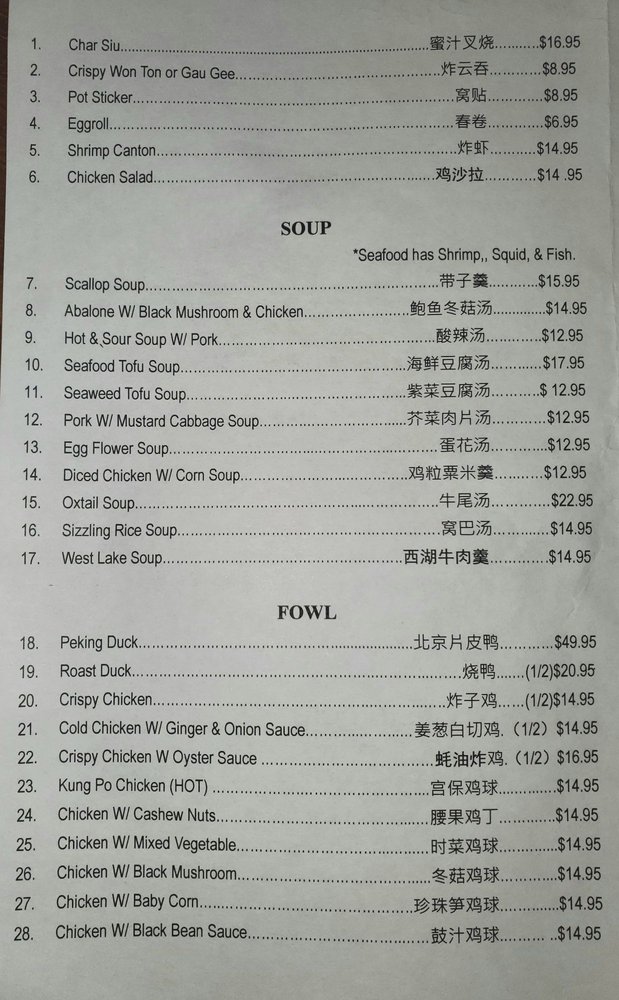 1. Char Siu..........蜜汁叉烧..........$16.95
2. Crispy Won Ton or Gau Gee..........炸云吞..........$8.95
3. Pot Sticker..........窝贴..........$8.95
4. Eggroll..........春卷..........$6.95
5. Shrimp Canton..........炸虾..........$14.95
6. Chicken Salad..........鸡沙拉..........$14 .95
SOUP
*Seafood has Shrimp,, Squid, & Fish.
7. Scallop Soup..........带子羹..........$15.95
8. Abalone W/ Black Mushroom & Chicken..........鲍鱼冬菇汤..........$14.95
9. Hot & Sour Soup W/ Pork..........酸辣汤..........$12.95
10. Seafood Tofu Soup..........海鲜豆腐汤..........$17.95
11. Seaweed Tofu Soup..........紫菜豆腐汤..........$ 12.95
12. Pork W/ Mustard Cabbage Soup..........芥菜肉片汤..........$12.95
13. Egg Flower Soup..........蛋花汤..........$12.95
14. Diced Chicken W/ Corn Soup..........鸡粒粟米羹..........$12.95
15. Oxtail Soup..........牛尾汤..........$22.95
16. Sizzling Rice Soup..........窝巴汤..........$14.95
17. West Lake Soup..........西湖牛肉羹..........$14.95
FOWL
18. Peking Duck..........北京片皮鸭..........$49.95
19. Roast Duck..........烧鸭.......(1/2)$20.95
20. Crispy Chicken..........炸子鸡......(1/2)$14.95
21. Cold Chicken W/ Ginger & Onion Sauce..........姜葱白切鸡.（1/2）$14.95
22. Crispy Chicken W Oyster Sauce ..........蚝油炸鸡.（1/2）$16.95
23. Kung Po Chicken (HOT) ..........宫保鸡球..........$14.95
24. Chicken W/ Cashew Nuts..........腰果鸡丁..........$14.95
25. Chicken W/ Mixed Vegetable..........时菜鸡球..........$14.95
26. Chicken W/ Black Mushroom..........冬菇鸡球..........$14.95
27. Chicken W/ Baby Corn..........珍珠笋鸡球..........$14.95
28. Chicken W/ Black Bean Sauce..........鼓汁鸡球......... ..$14.95